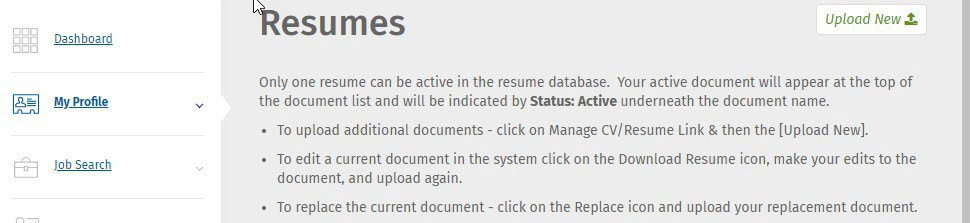 Dashboard
My Profile
Job Search
Resumes
Upload New
Only one resume can be active in the resume database.  Your active document will appear at the top of
the document list and will be indicated by Status: Active underneath the document name.
• To upload additional documents - click on Manage CV/Resume Link & then the [Upload New].
• To edit a current document in the system click on the Download Resume icon, make your edits to the
document, and upload again.
• To replace the current document - click on the Replace icon and upload your replacement document.